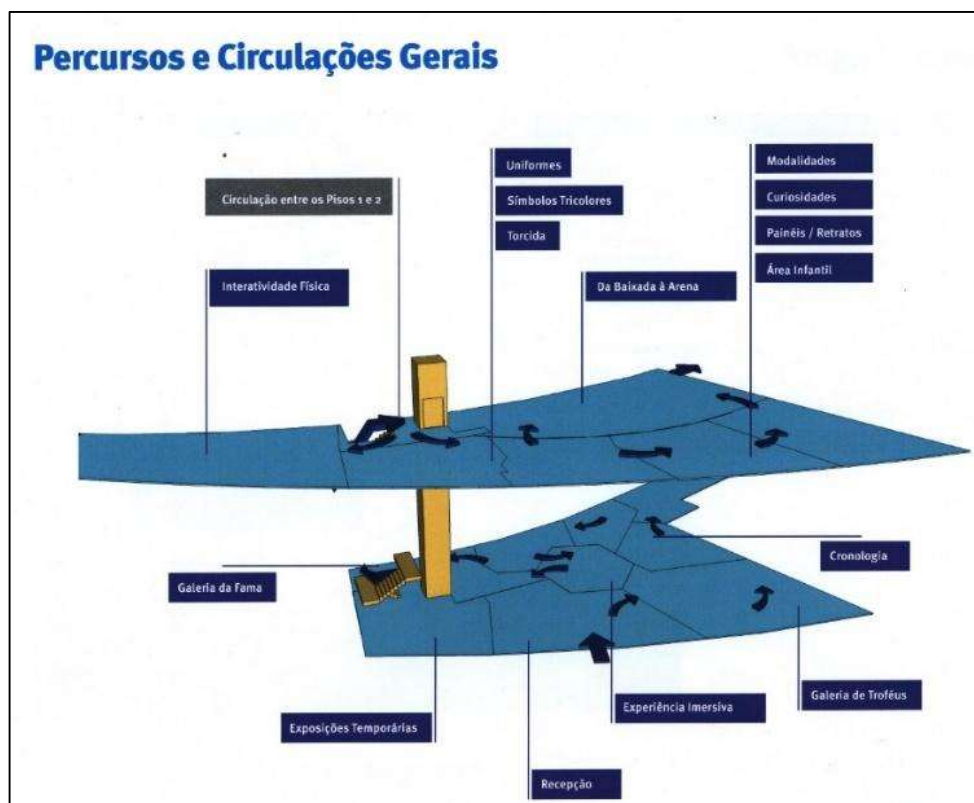 Percursos e Circulações Gerais
Uniformes
Modalidades
Circulação entre os Pisos 1 e 2
Símbolos Tricolores
Curiosidades
Torcida
Painéis / Retratos
Interatividade Física
Da Baixada à Arena
Área Infantil
Cronologia
Galeria da Fama
Galeria de Troféus
Experiência Imersiva
Exposições Temporárias
Recepção